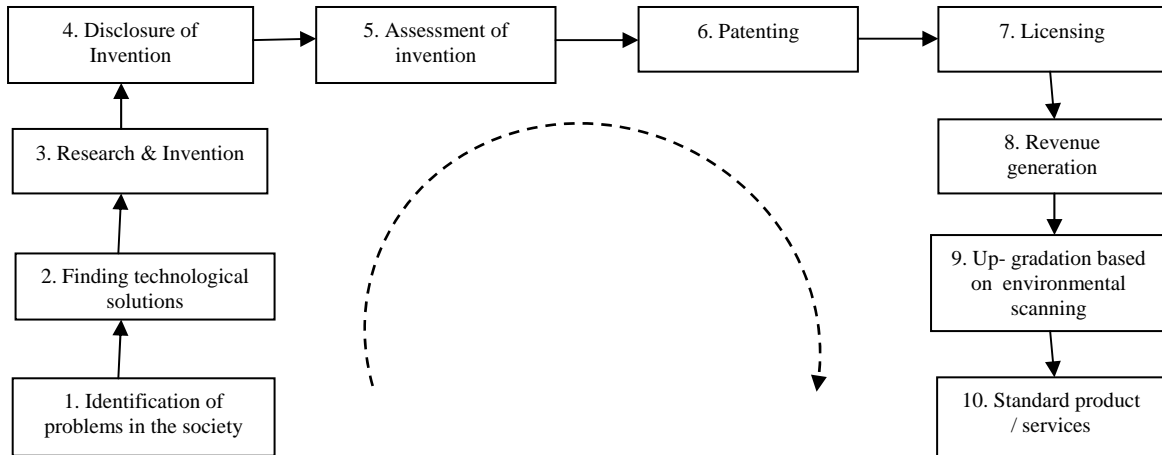 4. Disclosure of
Invention
5. Assessment of
invention
6. Patenting
7. Licensing
3. Research & Invention
8. Revenue
generation
2. Finding technological
solutions
9. Up- gradation based
on environmental
scanning
1. Identification of
problems in the society
10. Standard product
/ services